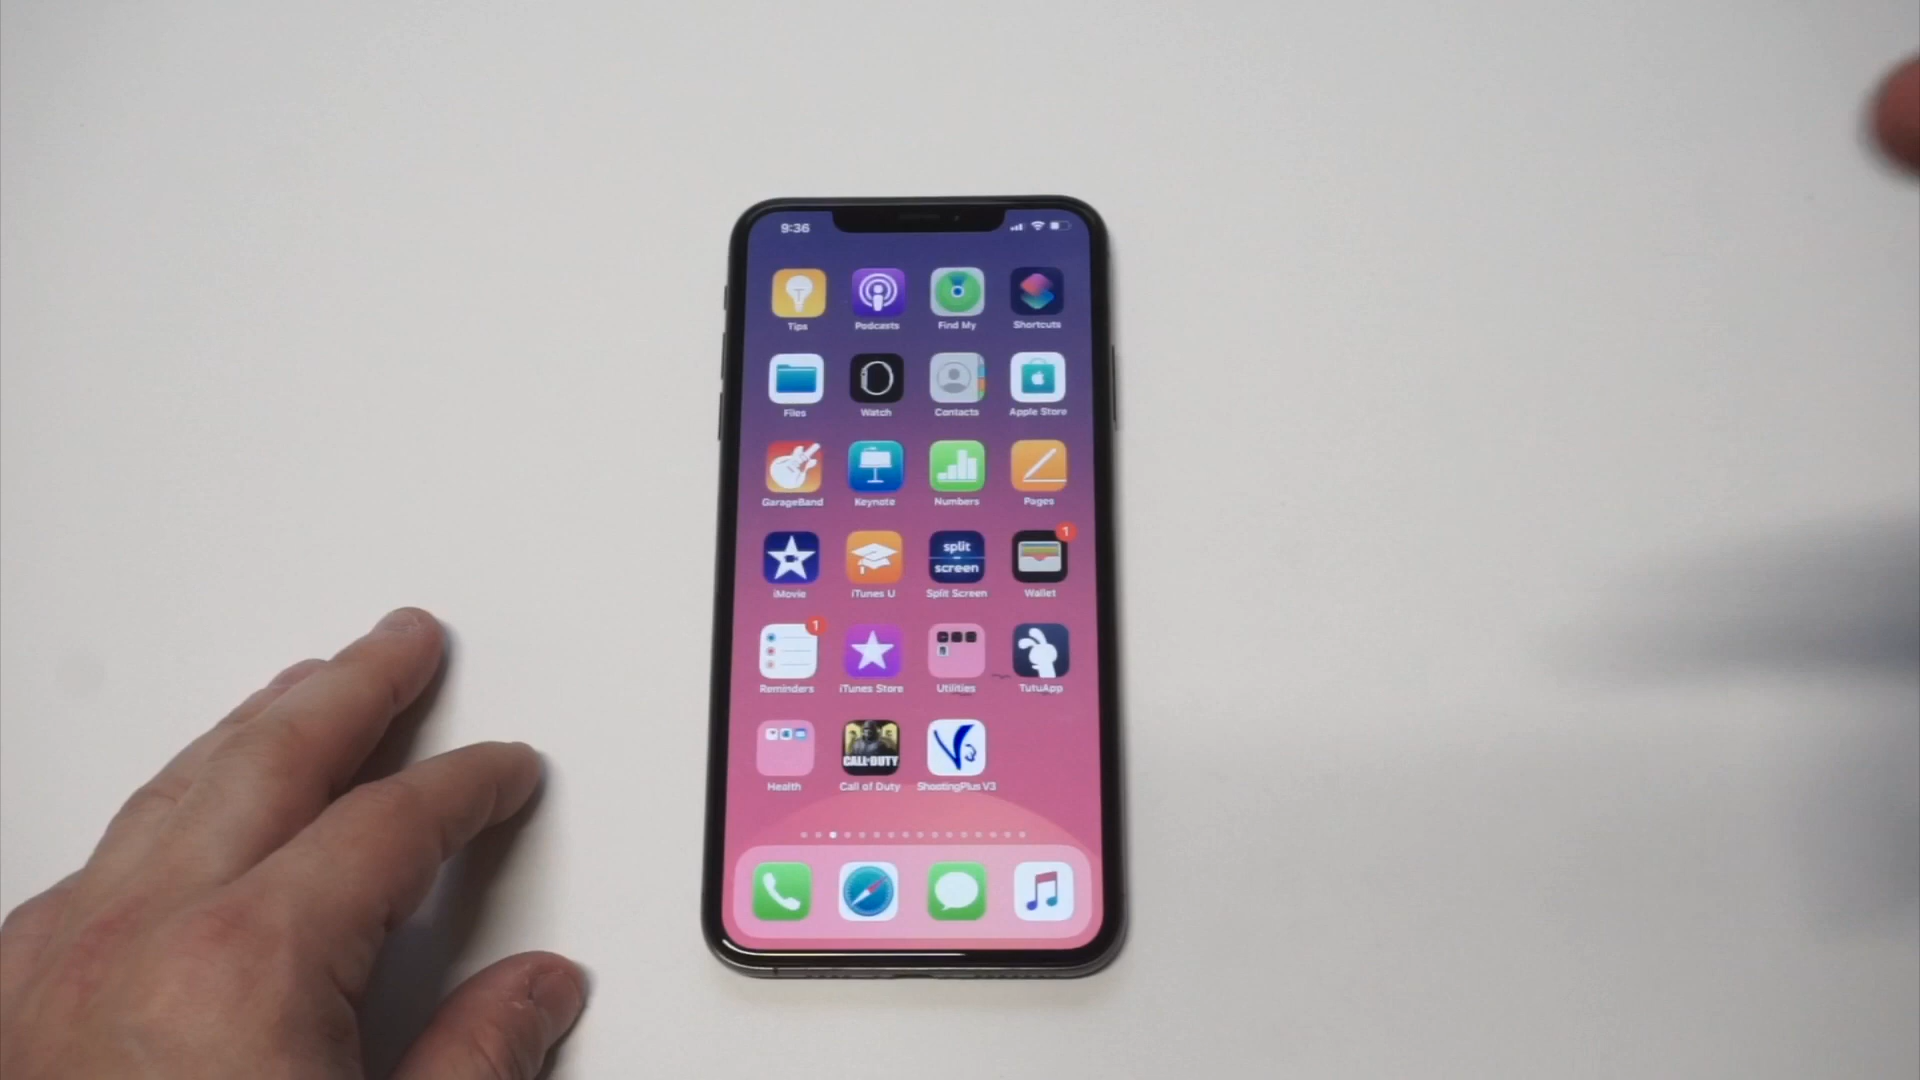 9:36
Tips Podcasts Find My Shortcuts
Files Watch Contacts Apple Store
GarageBand Keynote Numbers Pages
split
screen
1
iMovie iTunes U Split Screen Wallet
1
Reminders iTunes Store Utilities TutuApp
CALL OF DUTY
V3
Health Call of Duty ShootingPlus V3